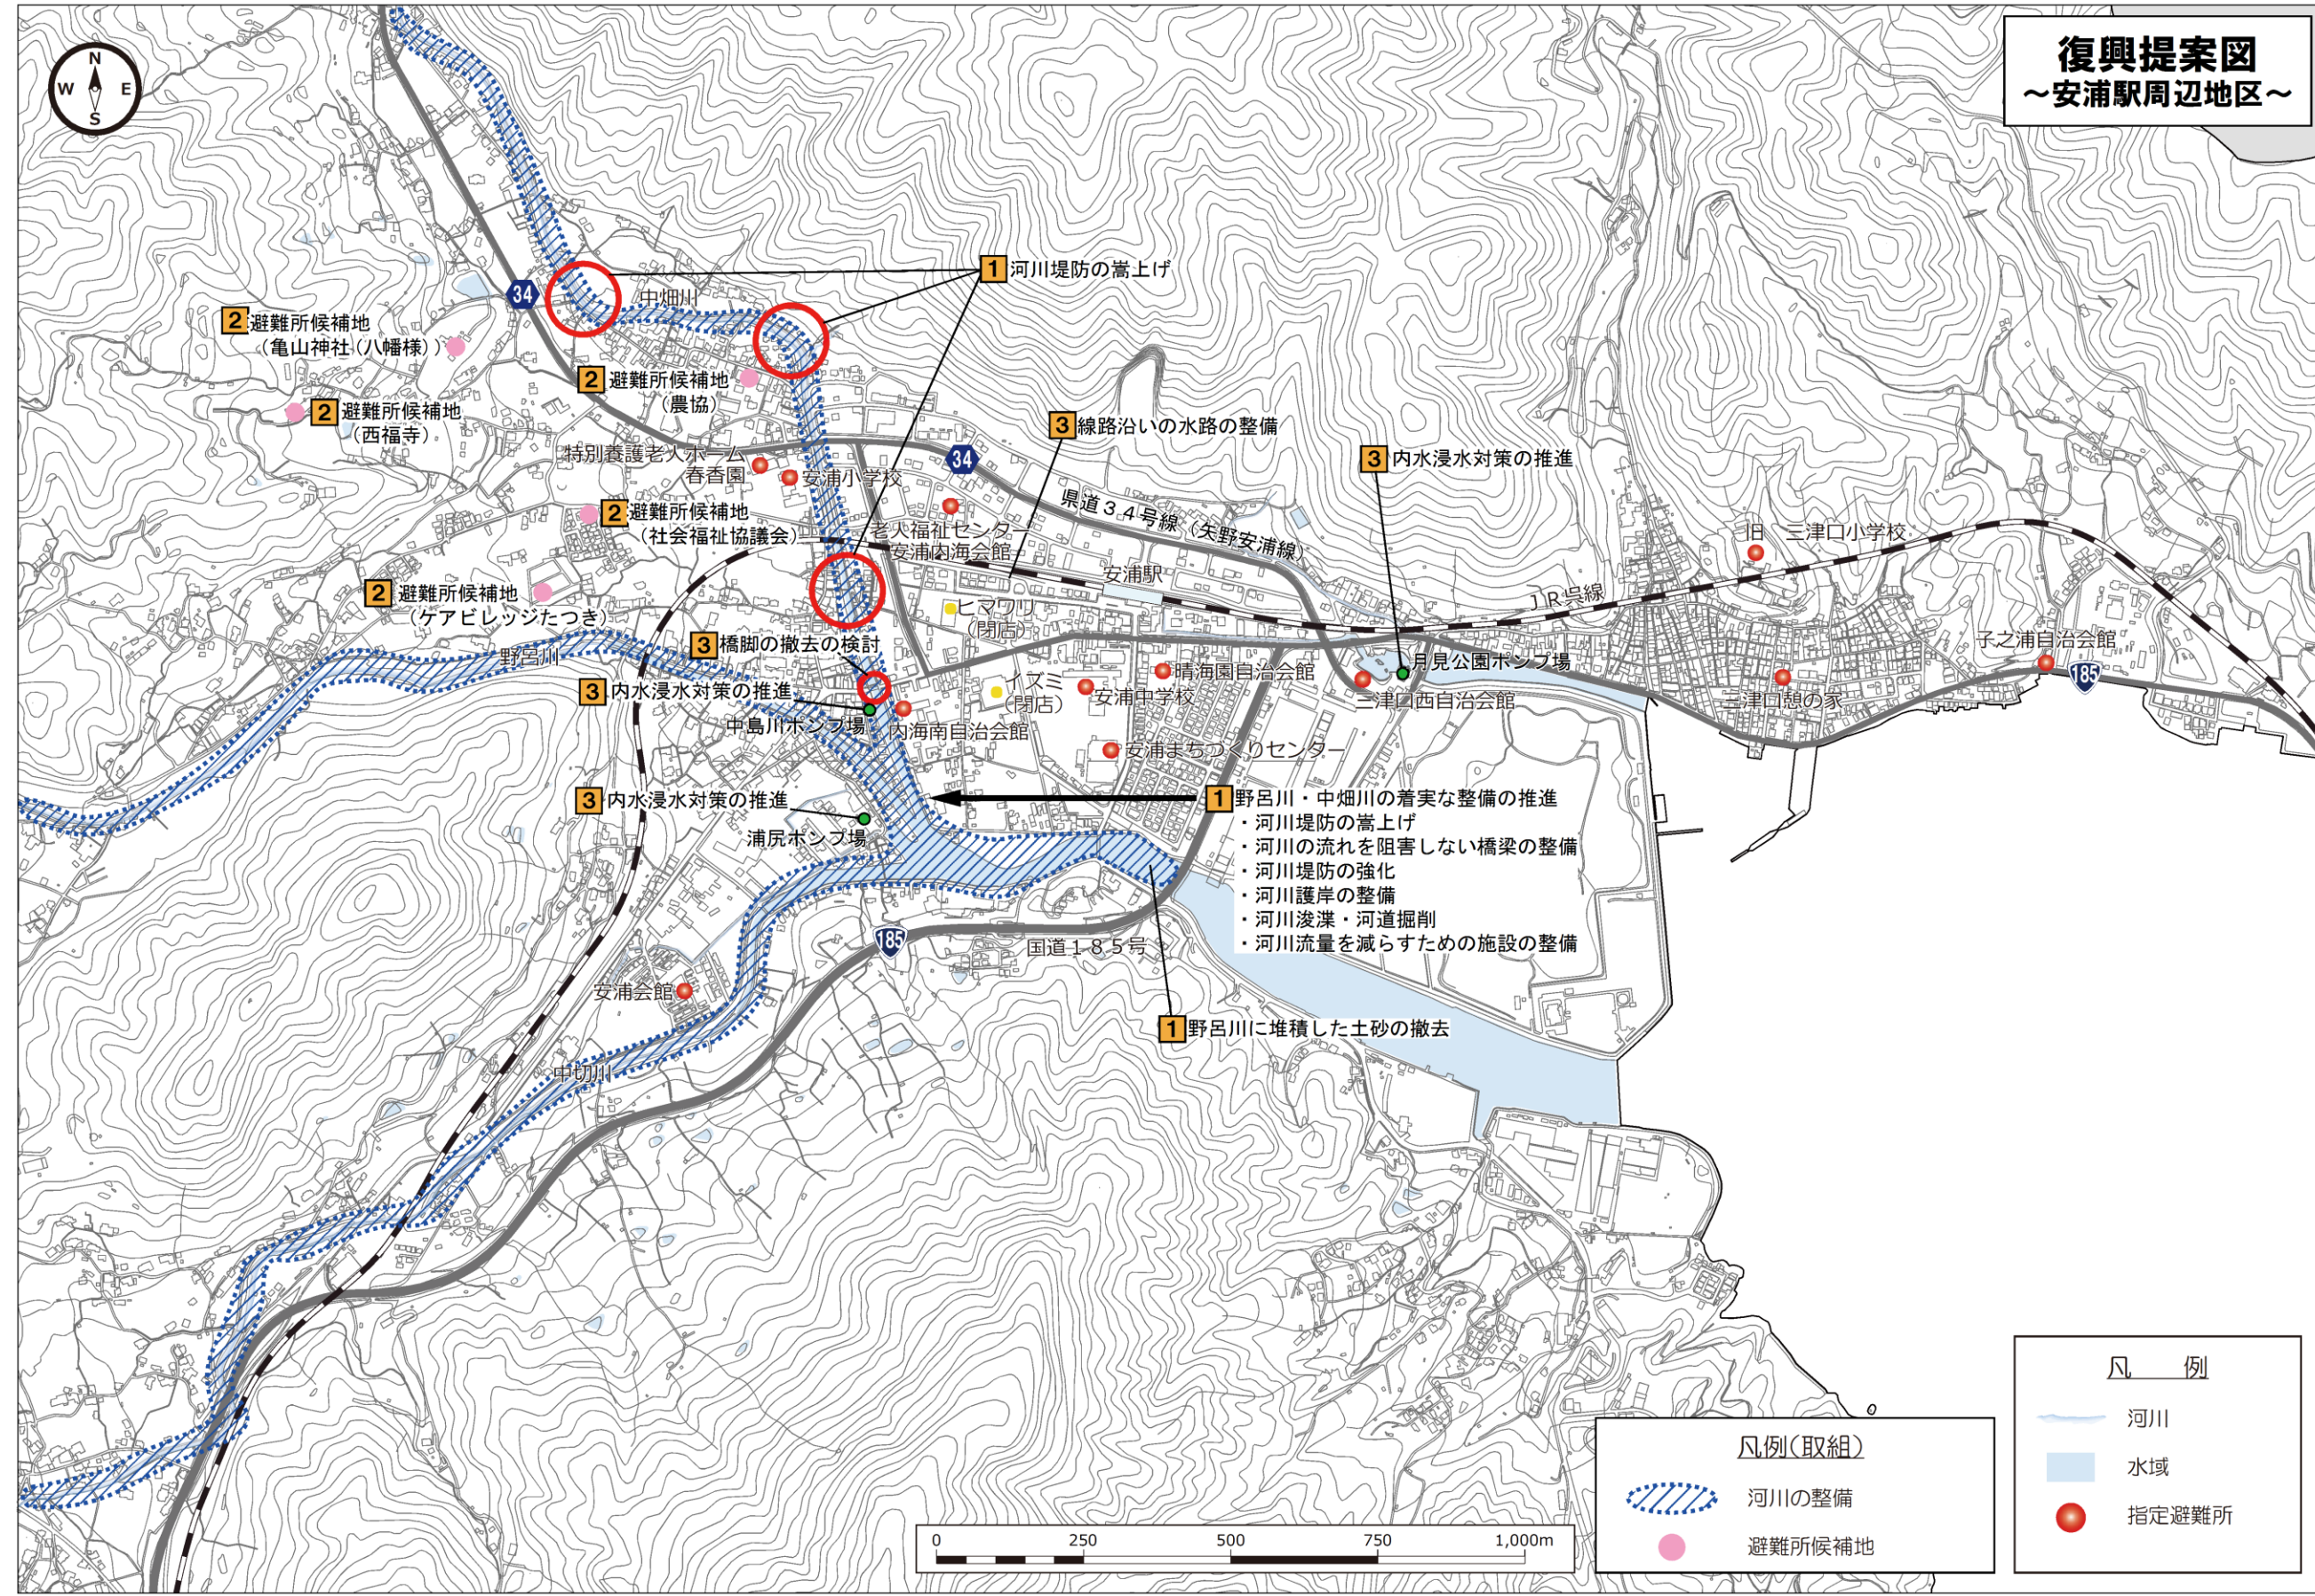 復興提案図
～安浦駅周辺地区～
N
W
E
S
1 河川堤防の嵩上げ
中畑川
34
2 避難所候補地
（亀山神社（八幡様））
2 避難所候補地
（農協）
2 避難所候補地
（西福寺）
3 線路沿いの水路の整備
3 内水浸水対策の推進
34
特別養護老人ホーム
春香園
安浦小学校
県道３４号線（矢野安浦線）
2 避難所候補地
（社会福祉協議会）
老人福祉センター
安浦内海会館
旧　三津口小学校
安浦駅
2 避難所候補地
（ケアビレッジたつき）
ヒマワリ
（閉店）
ＪＲ呉線
3 橋脚の撤去の検討
野呂川
子之浦自治会館
185
月見公園ポンプ場
晴海園自治会館
イズミ
（閉店）
安浦中学校
三津口西自治会館
三津口憩の家
3 内水浸水対策の推進
中島川ポンプ場
内海南自治会館
安浦まちづくりセンター
3 内水浸水対策の推進
浦尻ポンプ場
1 野呂川・中畑川の着実な整備の推進
・河川堤防の嵩上げ
・河川の流れを阻害しない橋梁の整備
・河川堤防の強化
・河川護岸の整備
・河川浚渫・河道掘削
・河川流量を減らすための施設の整備
185
国道１８５号
安浦会館
1 野呂川に堆積した土砂の撤去
中切川
凡　例
河川
水域
指定避難所
凡例（取組）
河川の整備
避難所候補地
0 250 500 750 1,000m